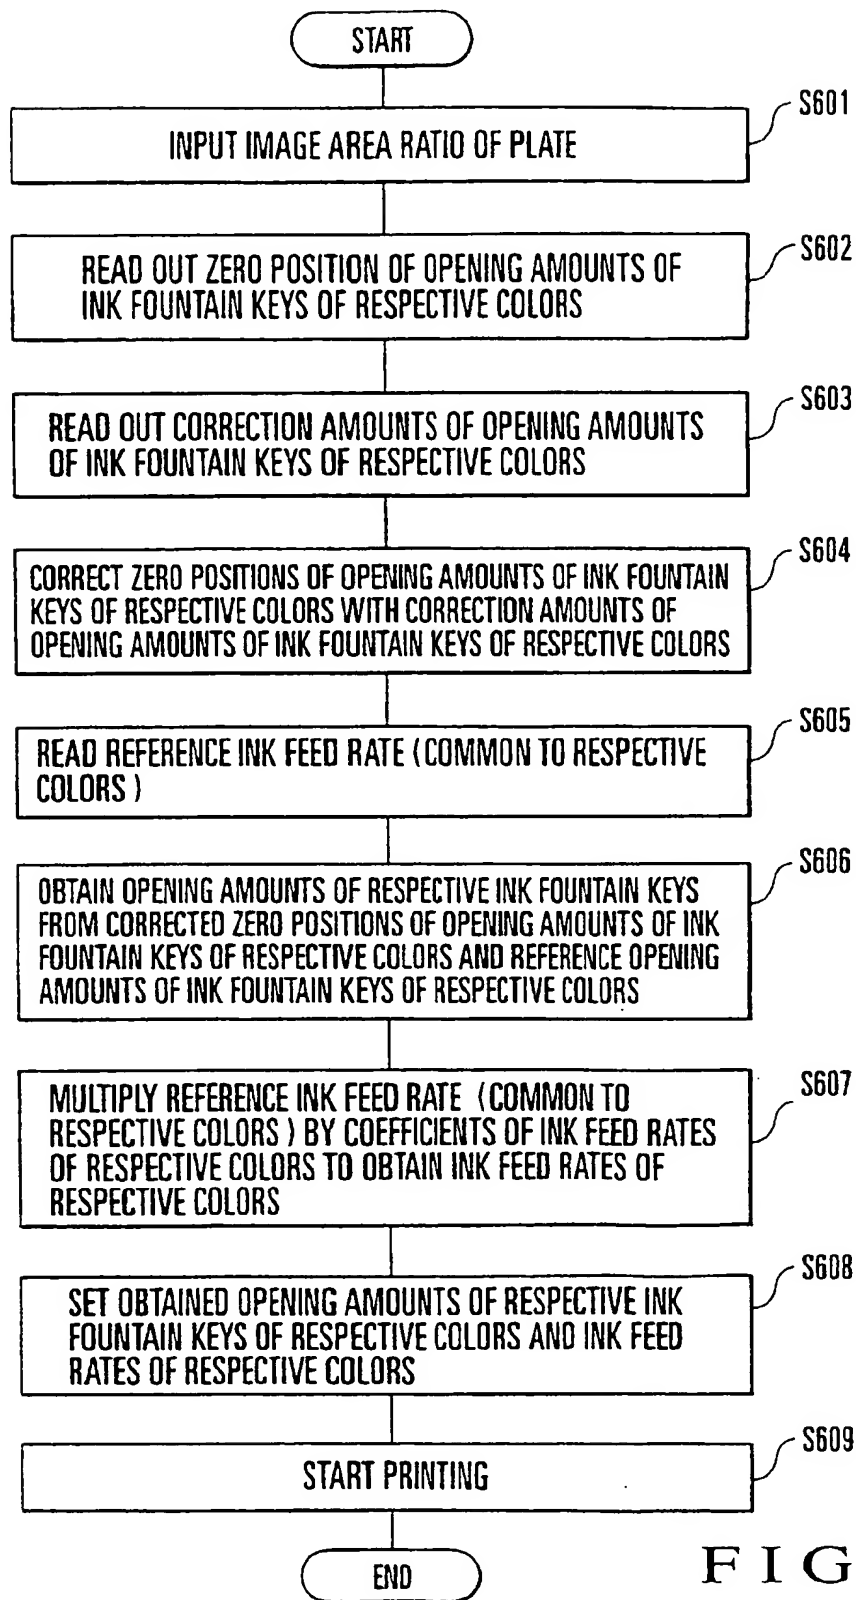 START
S601
INPUT IMAGE AREA RATIO OF PLATE
S602
READ OUT ZERO POSITION OF OPENING AMOUNTS OF
INK FOUNTAIN KEYS OF RESPECTIVE COLORS
S603
READ OUT CORRECTION AMOUNTS OF OPENING AMOUNTS
OF INK FOUNTAIN KEYS OF RESPECTIVE COLORS
S604
CORRECT ZERO POSITIONS OF OPENING AMOUNTS OF INK FOUNTAIN
KEYS OF RESPECTIVE COLORS WITH CORRECTION AMOUNTS OF
OPENING AMOUNTS OF INK FOUNTAIN KEYS OF RESPECTIVE COLORS
S605
READ REFERENCE INK FEED RATE (COMMON TO RESPECTIVE
COLORS)
S606
OBTAIN OPENING AMOUNTS OF RESPECTIVE INK FOUNTAIN KEYS
FROM CORRECTED ZERO POSITIONS OF OPENING AMOUNTS OF INK
FOUNTAIN KEYS OF RESPECTIVE COLORS AND REFERENCE OPENING
AMOUNTS OF INK FOUNTAIN KEYS OF RESPECTIVE COLORS
S607
MULTIPLY REFERENCE INK FEED RATE (COMMON TO
RESPECTIVE COLORS) BY COEFFICIENTS OF INK FEED RATES
OF RESPECTIVE COLORS TO OBTAIN INK FEED RATES OF
RESPECTIVE COLORS
S608
SET OBTAINED OPENING AMOUNTS OF RESPECTIVE INK
FOUNTAIN KEYS OF RESPECTIVE COLORS AND INK FEED
RATES OF RESPECTIVE COLORS
S609
START PRINTING
END
FIG